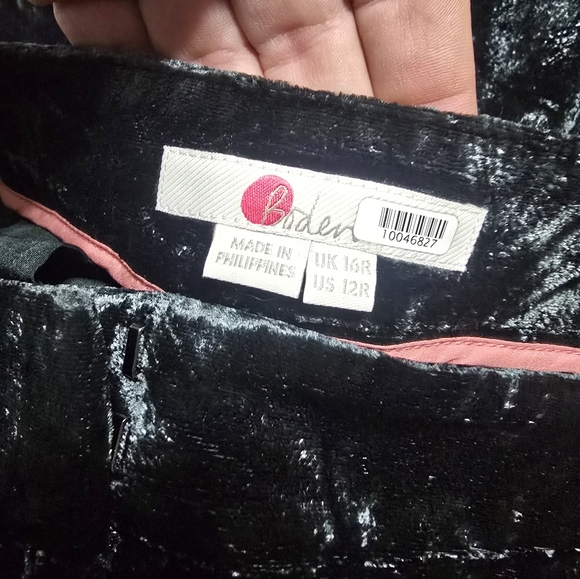 Boden
10046827
MADE IN
PHILIPPINES
UK 16R
US 12R